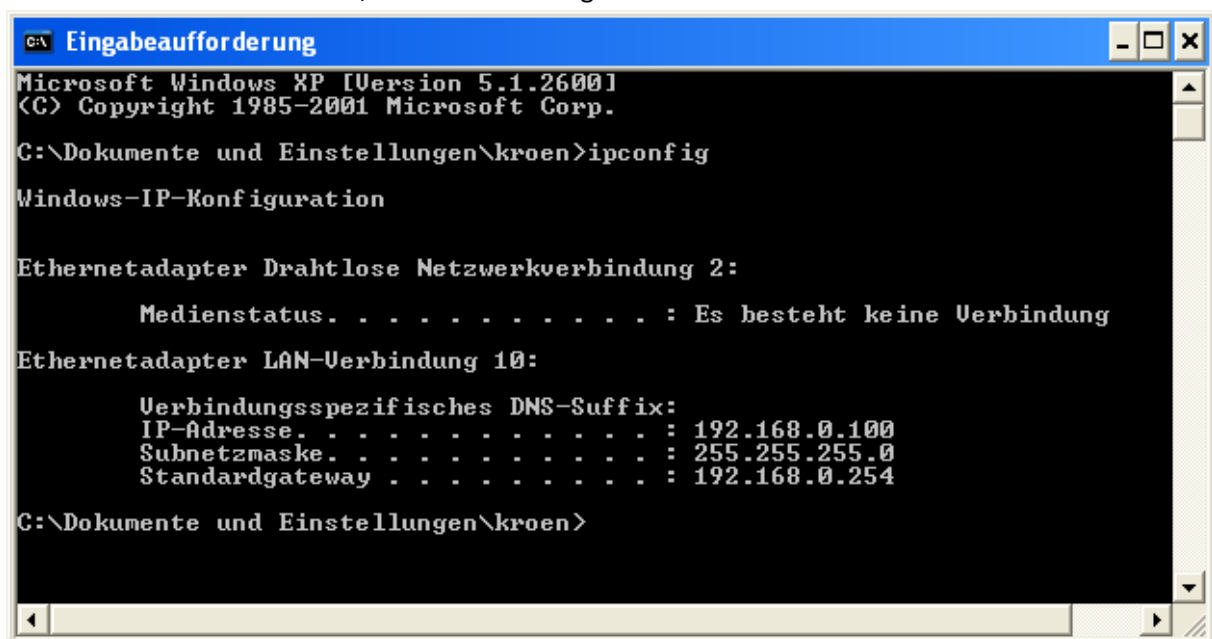 Eingabeaufforderung
Microsoft Windows XP [Version 5.1.2600]
(C) Copyright 1985-2001 Microsoft Corp.
C:\Dokumente und Einstellungen\kroen>ipconfig
Windows-IP-Konfiguration
Ethernetadapter Drahtlose Netzwerkverbindung 2:
Medienstatus. . . . . . . . . . . : Es besteht keine Verbindung
Ethernetadapter LAN-Verbindung 10:
Verbindungsspezifisches DNS-Suffix:
IP-Adresse. . . . . . . . . . . . : 192.168.0.100
Subnetzmaske. . . . . . . . . . . : 255.255.255.0
Standardgateway . . . . . . . . . : 192.168.0.254
C:\Dokumente und Einstellungen\kroen>